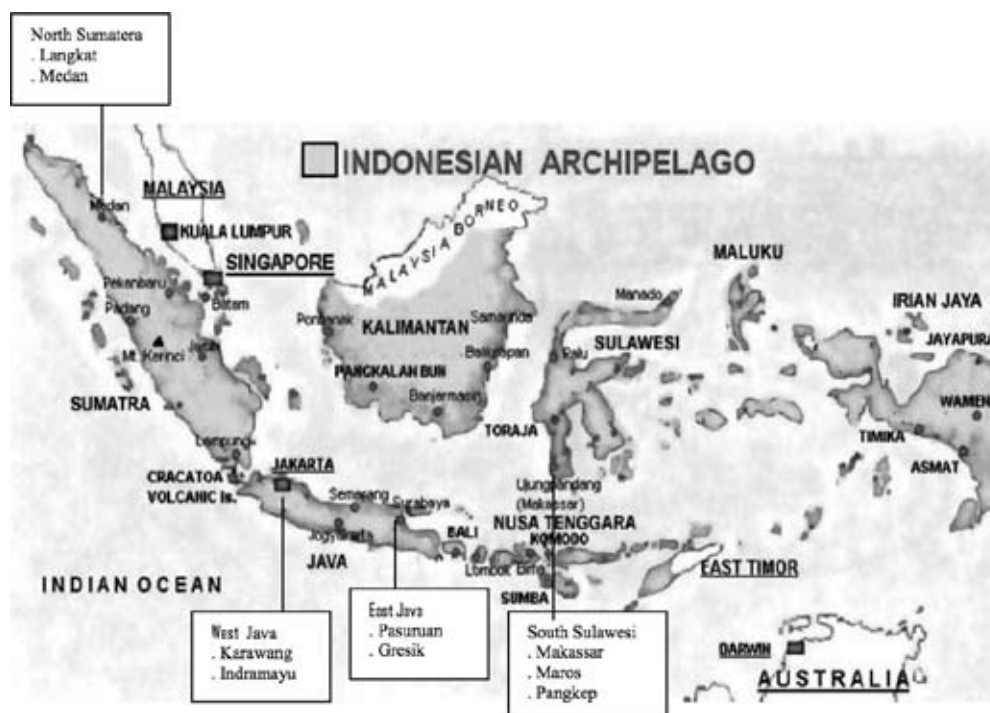 North Sumatera
. Langkat
. Medan
INDONESIAN ARCHIPELAGO
MALAYSIA
Medan
KUALA LUMPUR
SINGAPORE
MALAYSIA BORNEO
MALUKU
Pekanbaru
Batam
Manado
IRIAN JAYA
Padang
Pontianak
KALIMANTAN
Samarinda
JAYAPURA
Mt. Kerinci
Jambi
Balikpapan
Palu
SULAWESI
PANGKALAN BUN
SUMATRA
Banjarmasin
TORAJA
WAMEN
TIMIKA
Lampung
ASMAT
CRACATOA
VOLCANIC Is.
JAKARTA
Ujungpandang
(Makassar)
Semarang
Surabaya
NUSA TENGGARA
Jogyakarta
BALI
KOMODO
JAVA
Lombok
Bima
EAST TIMOR
INDIAN OCEAN
SUMBA
West Java
. Karawang
. Indramayu
East Java
. Pasuruan
. Gresik
South Sulawesi
. Makassar
. Maros
. Pangkep
DARWIN
AUSTRALIA